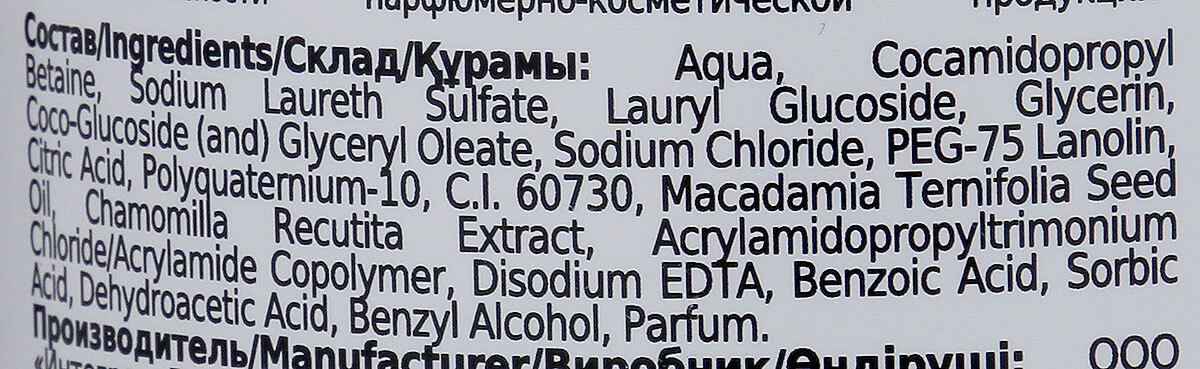 парфюмерно-косметической
Состав/Ingredients/Склад/Құрамы: Aqua, Cocamidopropyl
Betaine, Sodium Laureth Sulfate, Lauryl Glucoside, Glycerin,
Coco-Glucoside (and) Glyceryl Oleate, Sodium Chloride, PEG-75 Lanolin,
Citric Acid, Polyquaternium-10, C.I. 60730, Macadamia Ternifolia Seed
Oil, Chamomilla Recutita Extract, Acrylamidopropyltrimonium
Chloride/Acrylamide Copolymer, Disodium EDTA, Benzoic Acid, Sorbic
Acid, Dehydroacetic Acid, Benzyl Alcohol, Parfum.
Производитель/Manufacturer/Виробник/Өндіруші: ООО